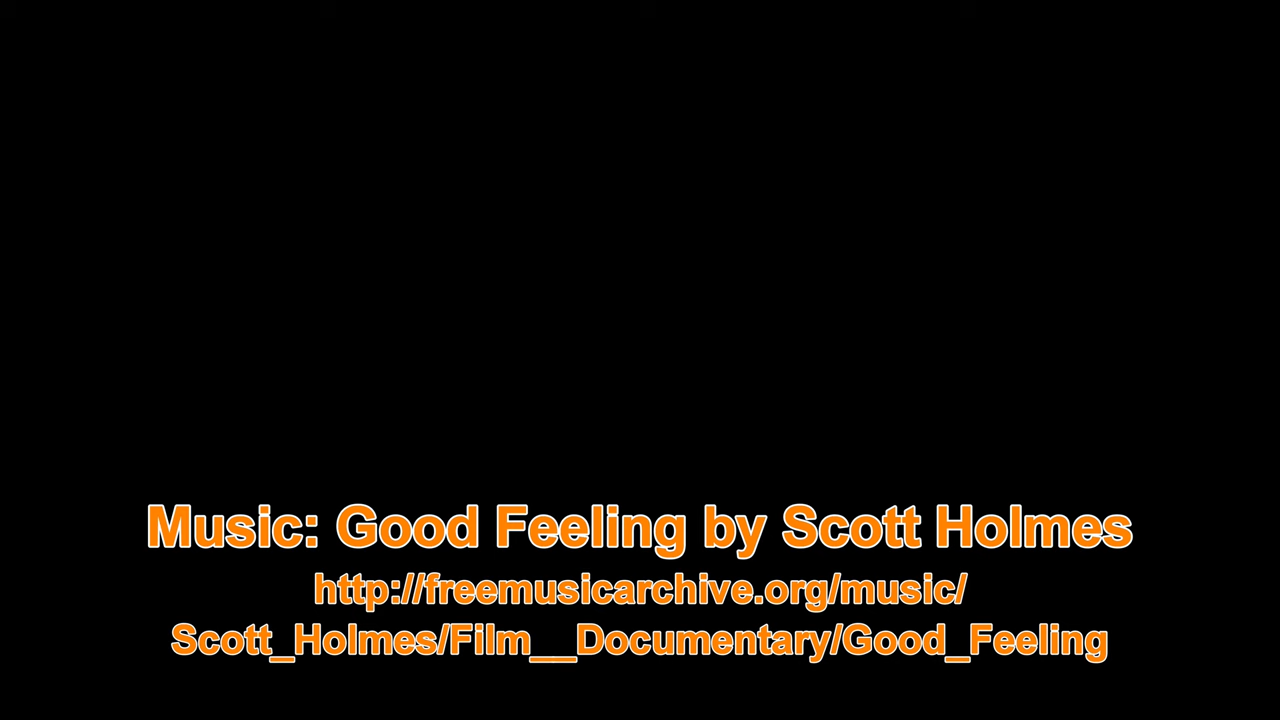 Music: Good Feeling by Scott Holmes
http://freemusicarchive.org/music/
Scott_Holmes/Film__Documentary/Good_Feeling